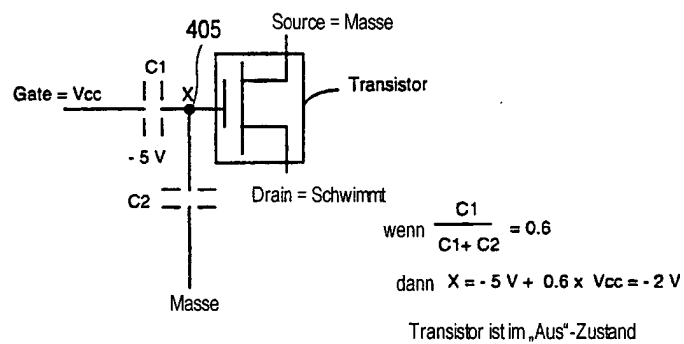 405
Source = Masse
C1
Gate = Vcc
X
Transistor
- 5 V
C2
Drain = Schwimmt
wenn C1 / C1+ C2 = 0.6
Masse
dann X = - 5 V + 0.6 x Vcc = - 2 V
Transistor ist im „Aus“-Zustand